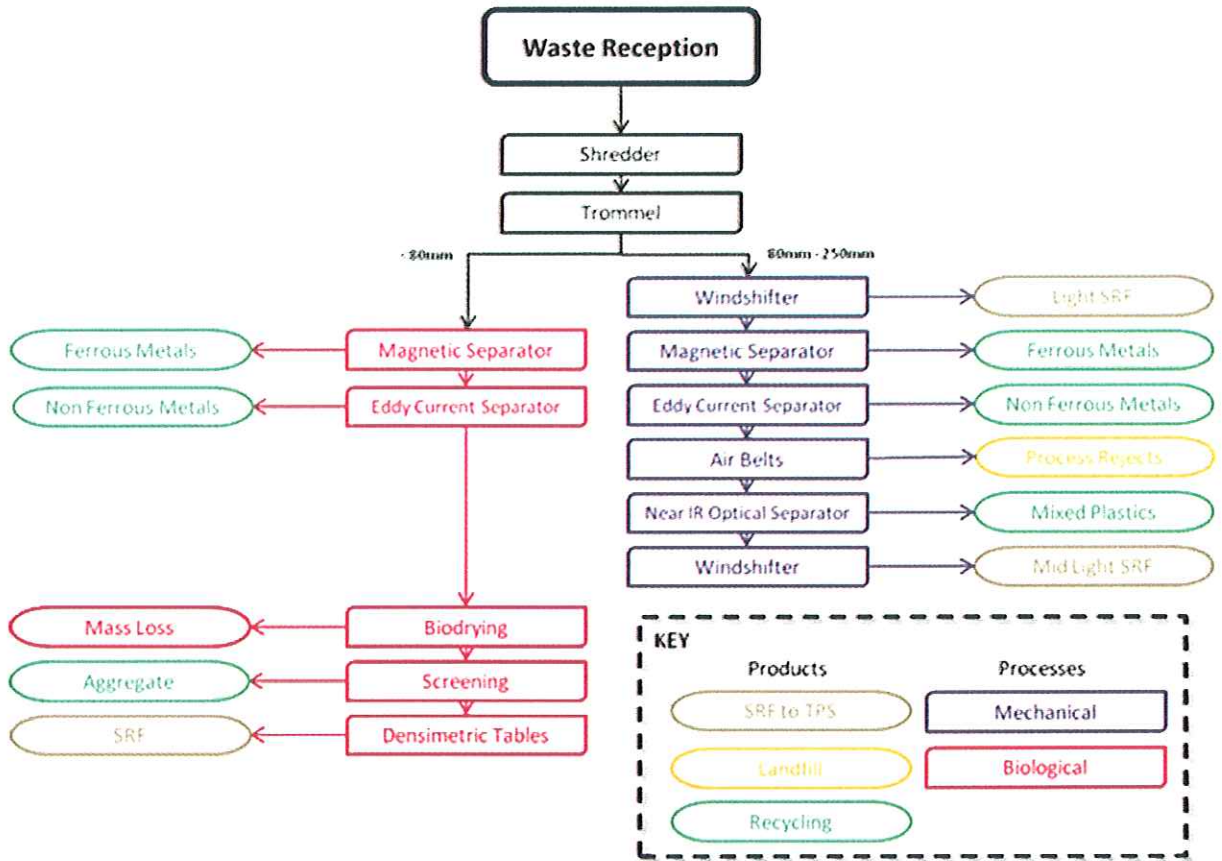 Waste Reception
Shredder
Trommel
- 80mm
80mm - 250mm
Windshifter
Light SRF
Ferrous Metals
Magnetic Separator
Magnetic Separator
Ferrous Metals
Non Ferrous Metals
Eddy Current Separator
Eddy Current Separator
Non Ferrous Metals
Air Belts
Process Rejects
Near IR Optical Separator
Mixed Plastics
Windshifter
Mid Light SRF
Mass Loss
Biodrying
Aggregate
Screening
SRF
Densimetric Tables
KEY
Products
Processes
SRF to TPS
Mechanical
Landfill
Biological
Recycling